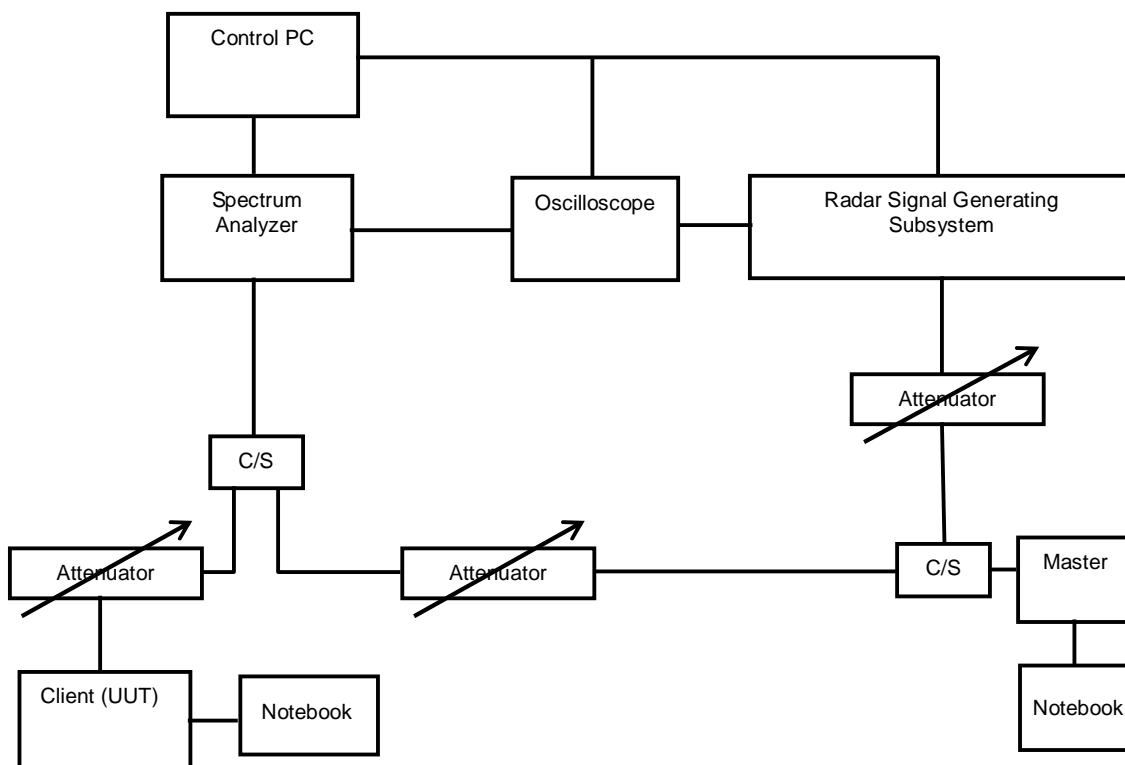 Control PC
Spectrum
Analyzer
Oscilloscope
Radar Signal Generating
Subsystem
Attenuator
C/S
Attenuator
Attenuator
C/S
Master
Client (UUT)
Notebook
Notebook